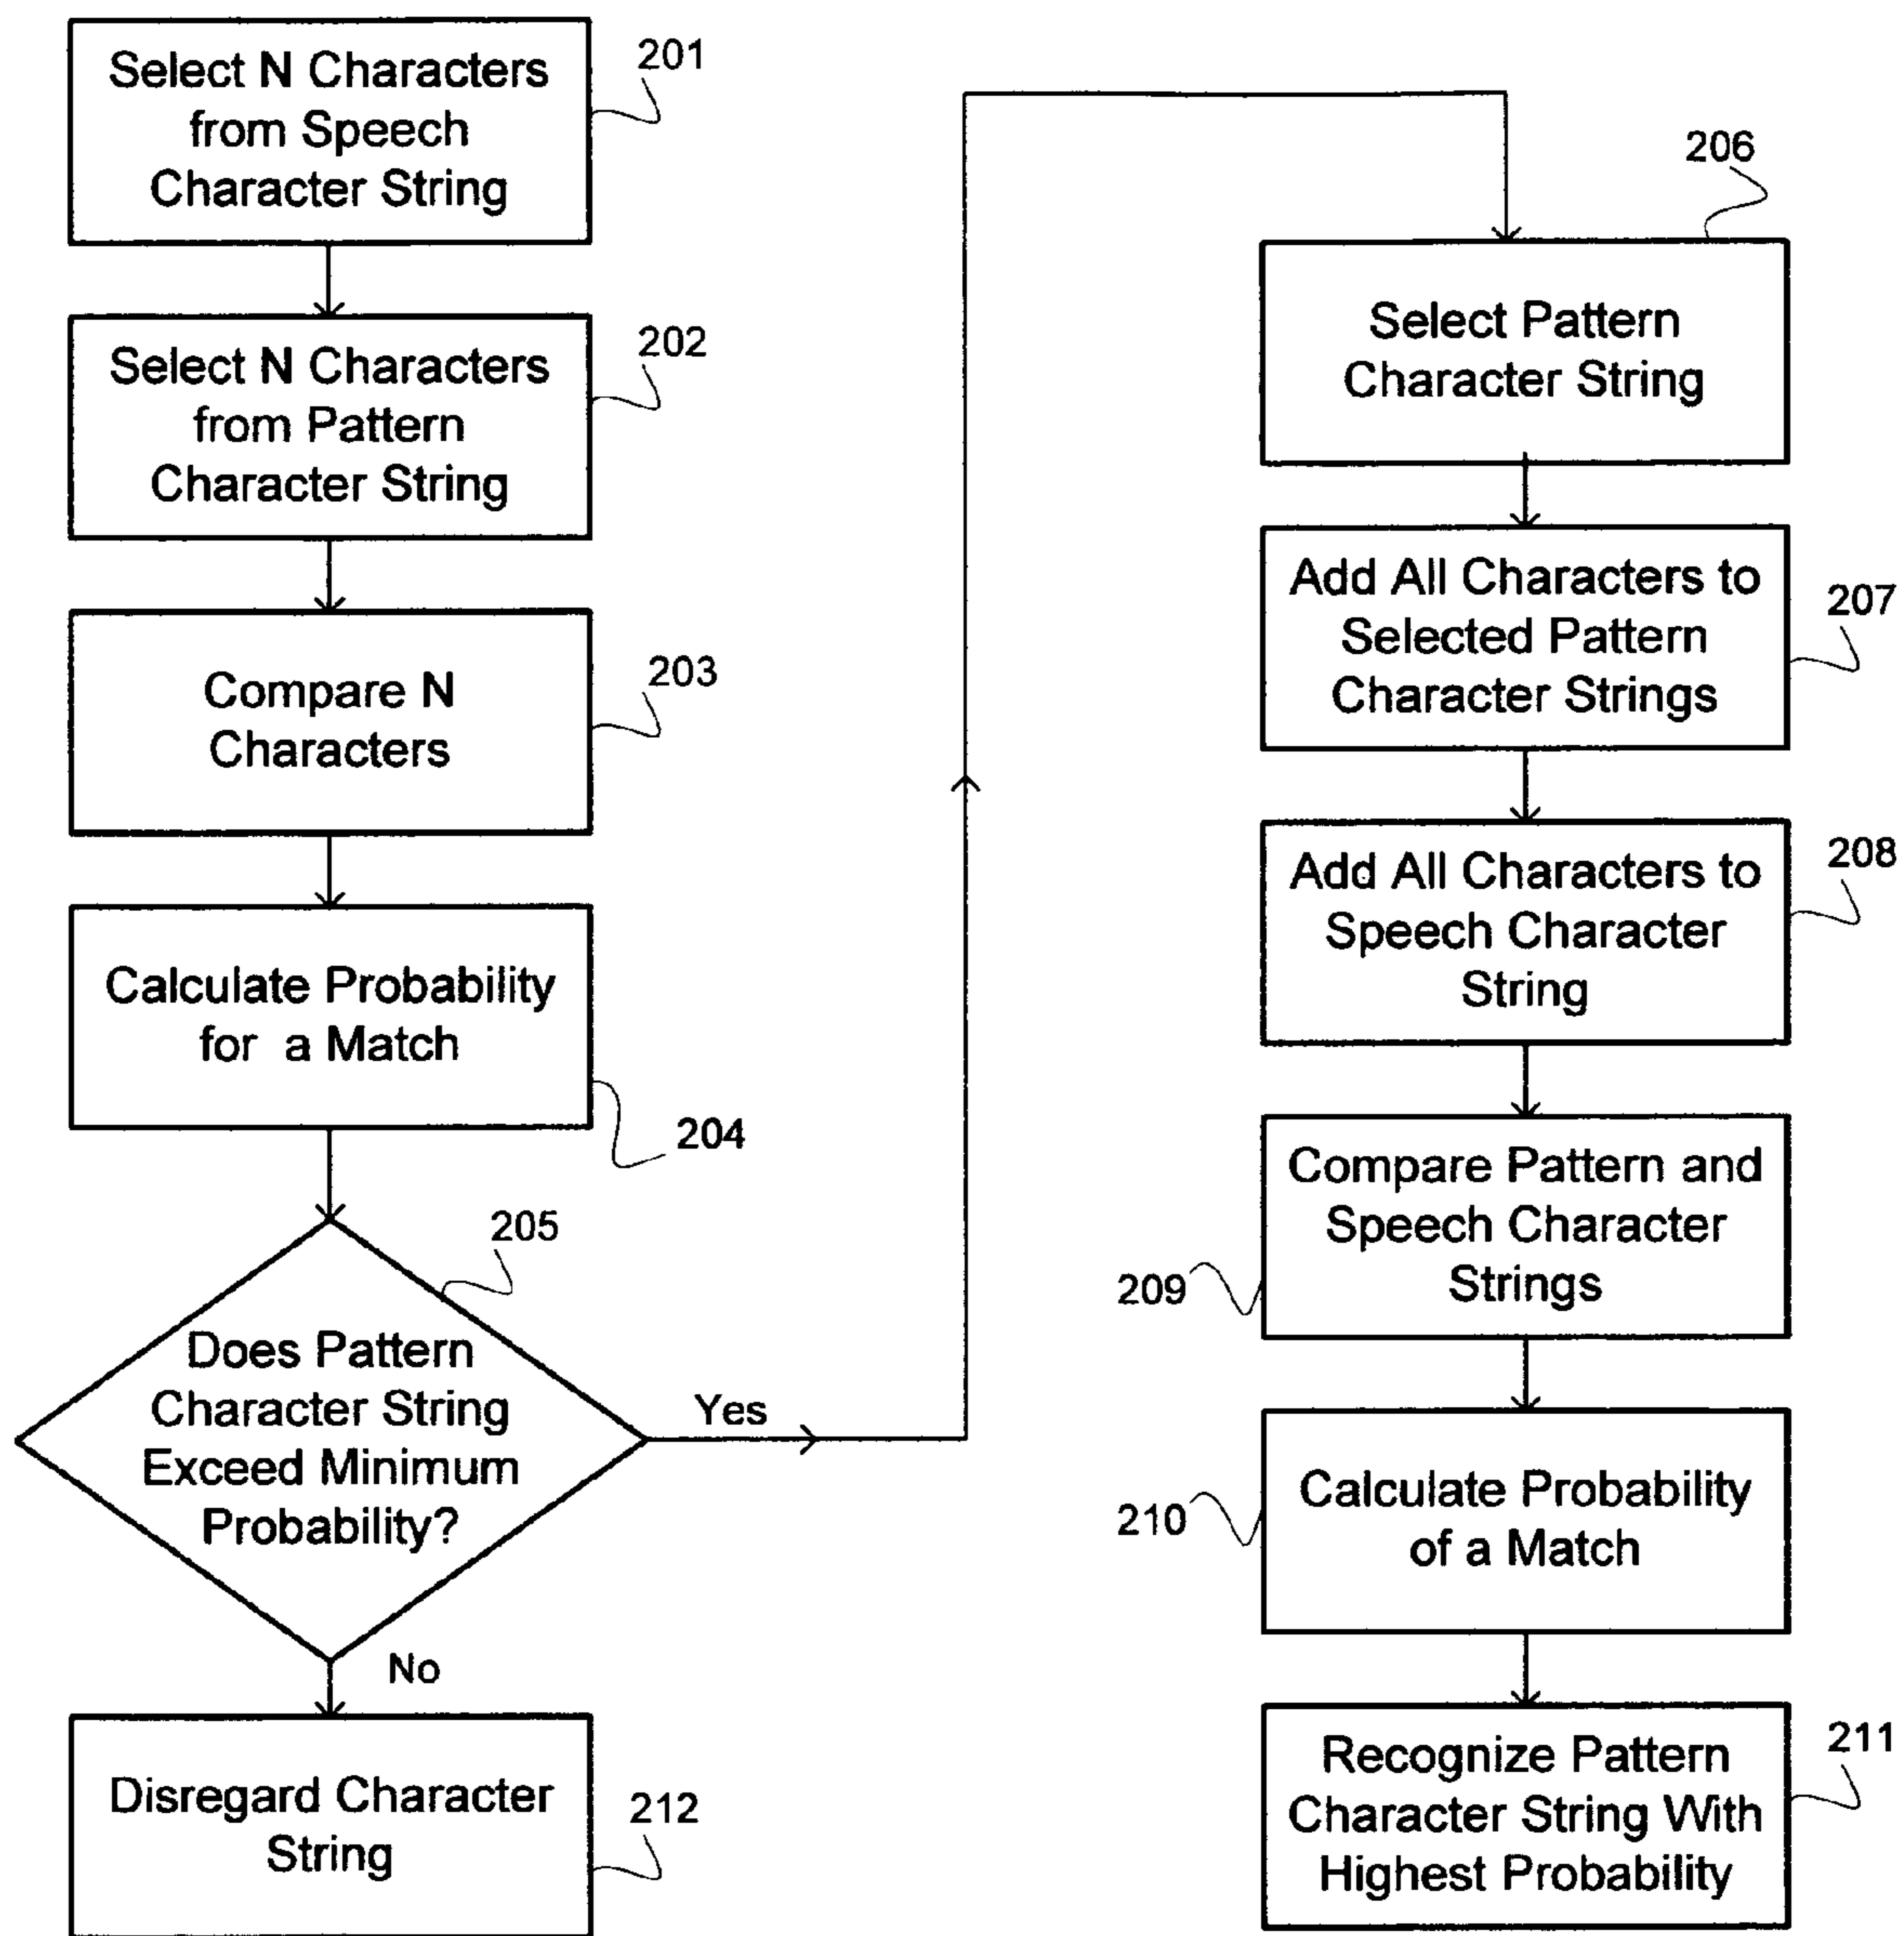 Select N Characters
from Speech
Character String
201
Select N Characters
from Pattern
Character String
202
Compare N
Characters
203
Calculate Probability
for a Match
204
205
Does Pattern
Character String
Exceed Minimum
Probability?
Yes
No
Disregard Character
String
212
206
Select Pattern
Character String
Add All Characters to
Selected Pattern
Character Strings
207
Add All Characters to
Speech Character
String
208
Compare Pattern and
Speech Character
Strings
209
Calculate Probability
of a Match
210
Recognize Pattern
Character String With
Highest Probability
211